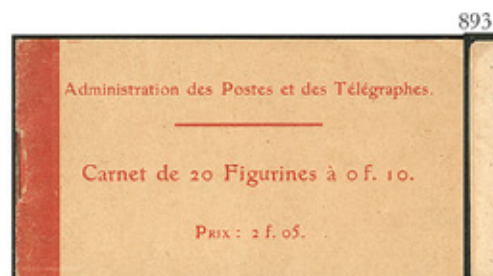 893
Administration des Postes et des Télégraphes.
Carnet de 20 Figurines à 0 f. 10.
PRIX : 2 f. 05.